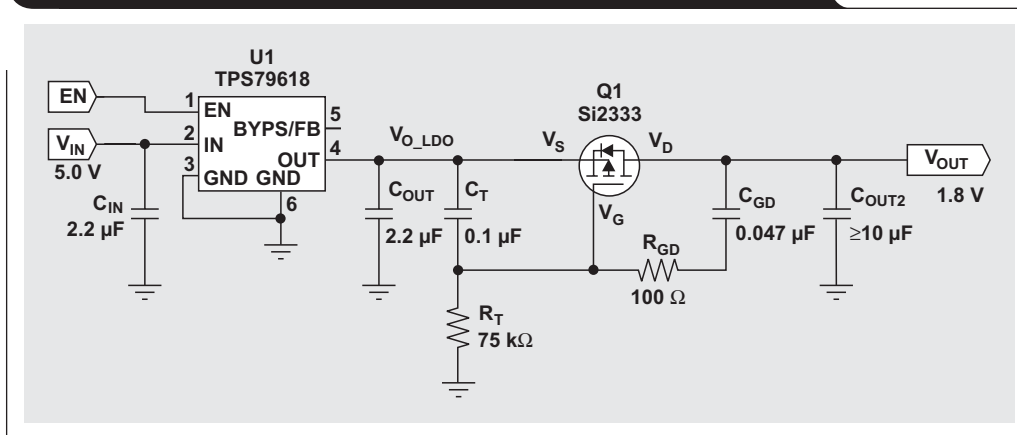 U1
TPS79618
EN
V_IN
5.0 V
1
2
3
EN
IN
GND GND
BYPS/FB
OUT
5
4
6
C_IN
2.2 µF
V_O_LDO
C_OUT
2.2 µF
C_T
0.1 µF
R_T
75 kΩ
Q1
Si2333
V_S
V_D
V_G
R_GD
100 Ω
C_GD
0.047 µF
C_OUT2
≥10 µF
V_OUT
1.8 V